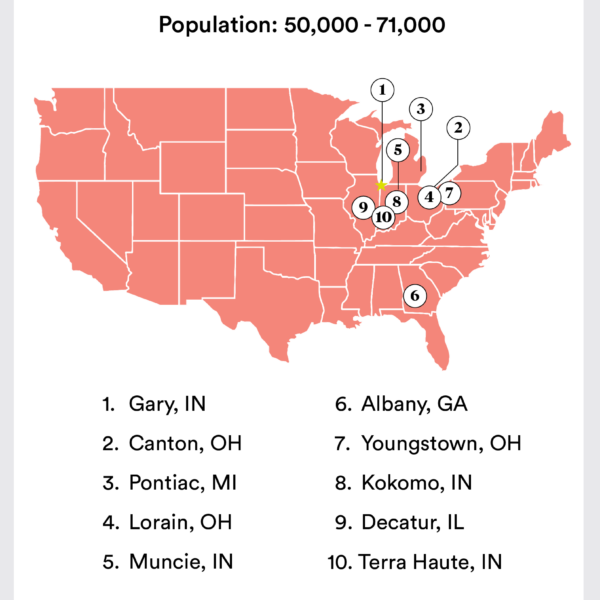 Population: 50,000 - 71,000
1
3
2
5
4
7
9
8
10
6
1. Gary, IN
2. Canton, OH
3. Pontiac, MI
4. Lorain, OH
5. Muncie, IN
6. Albany, GA
7. Youngstown, OH
8. Kokomo, IN
9. Decatur, IL
10. Terra Haute, IN